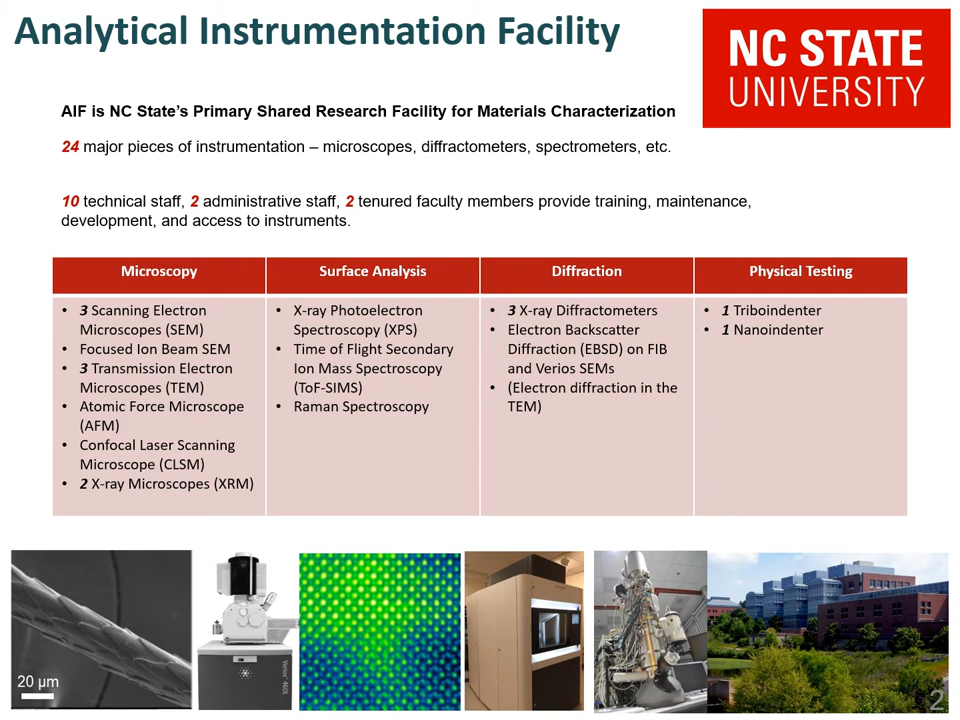 Analytical Instrumentation Facility
NC STATE
UNIVERSITY
AIF is NC State's Primary Shared Research Facility for Materials Characterization
24 major pieces of instrumentation – microscopes, diffractometers, spectrometers, etc.
10 technical staff, 2 administrative staff, 2 tenured faculty members provide training, maintenance,
development, and access to instruments.
Microscopy
• 3 Scanning Electron
Microscopes (SEM)
• Focused Ion Beam SEM
• 3 Transmission Electron
Microscopes (TEM)
• Atomic Force Microscope
(AFM)
• Confocal Laser Scanning
Microscope (CLSM)
• 2 X-ray Microscopes (XRM)
Surface Analysis
• X-ray Photoelectron
Spectroscopy (XPS)
• Time of Flight Secondary
Ion Mass Spectroscopy
(ToF-SIMS)
• Raman Spectroscopy
Diffraction
• 3 X-ray Diffractometers
• Electron Backscatter
Diffraction (EBSD) on FIB
and Verios SEMs
• (Electron diffraction in the
TEM)
Physical Testing
• 1 Triboindenter
• 1 Nanoindenter
20 µm
2